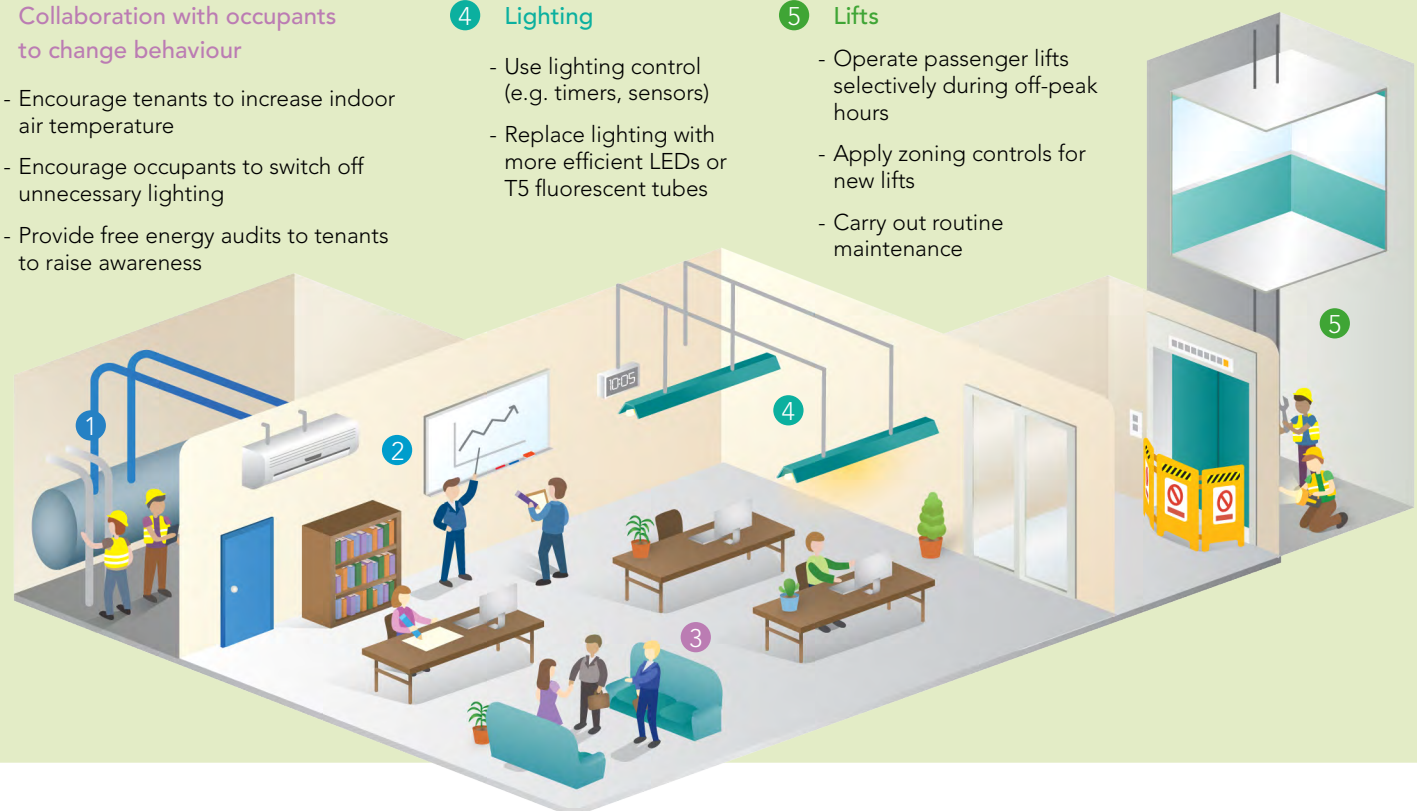 Collaboration with occupants
to change behaviour
- Encourage tenants to increase indoor
air temperature
- Encourage occupants to switch off
unnecessary lighting
- Provide free energy audits to tenants
to raise awareness
4 Lighting
- Use lighting control
(e.g. timers, sensors)
- Replace lighting with
more efficient LEDs or
T5 fluorescent tubes
5 Lifts
- Operate passenger lifts
selectively during off-peak
hours
- Apply zoning controls for
new lifts
- Carry out routine
maintenance
1
2
10:05
4
3
5